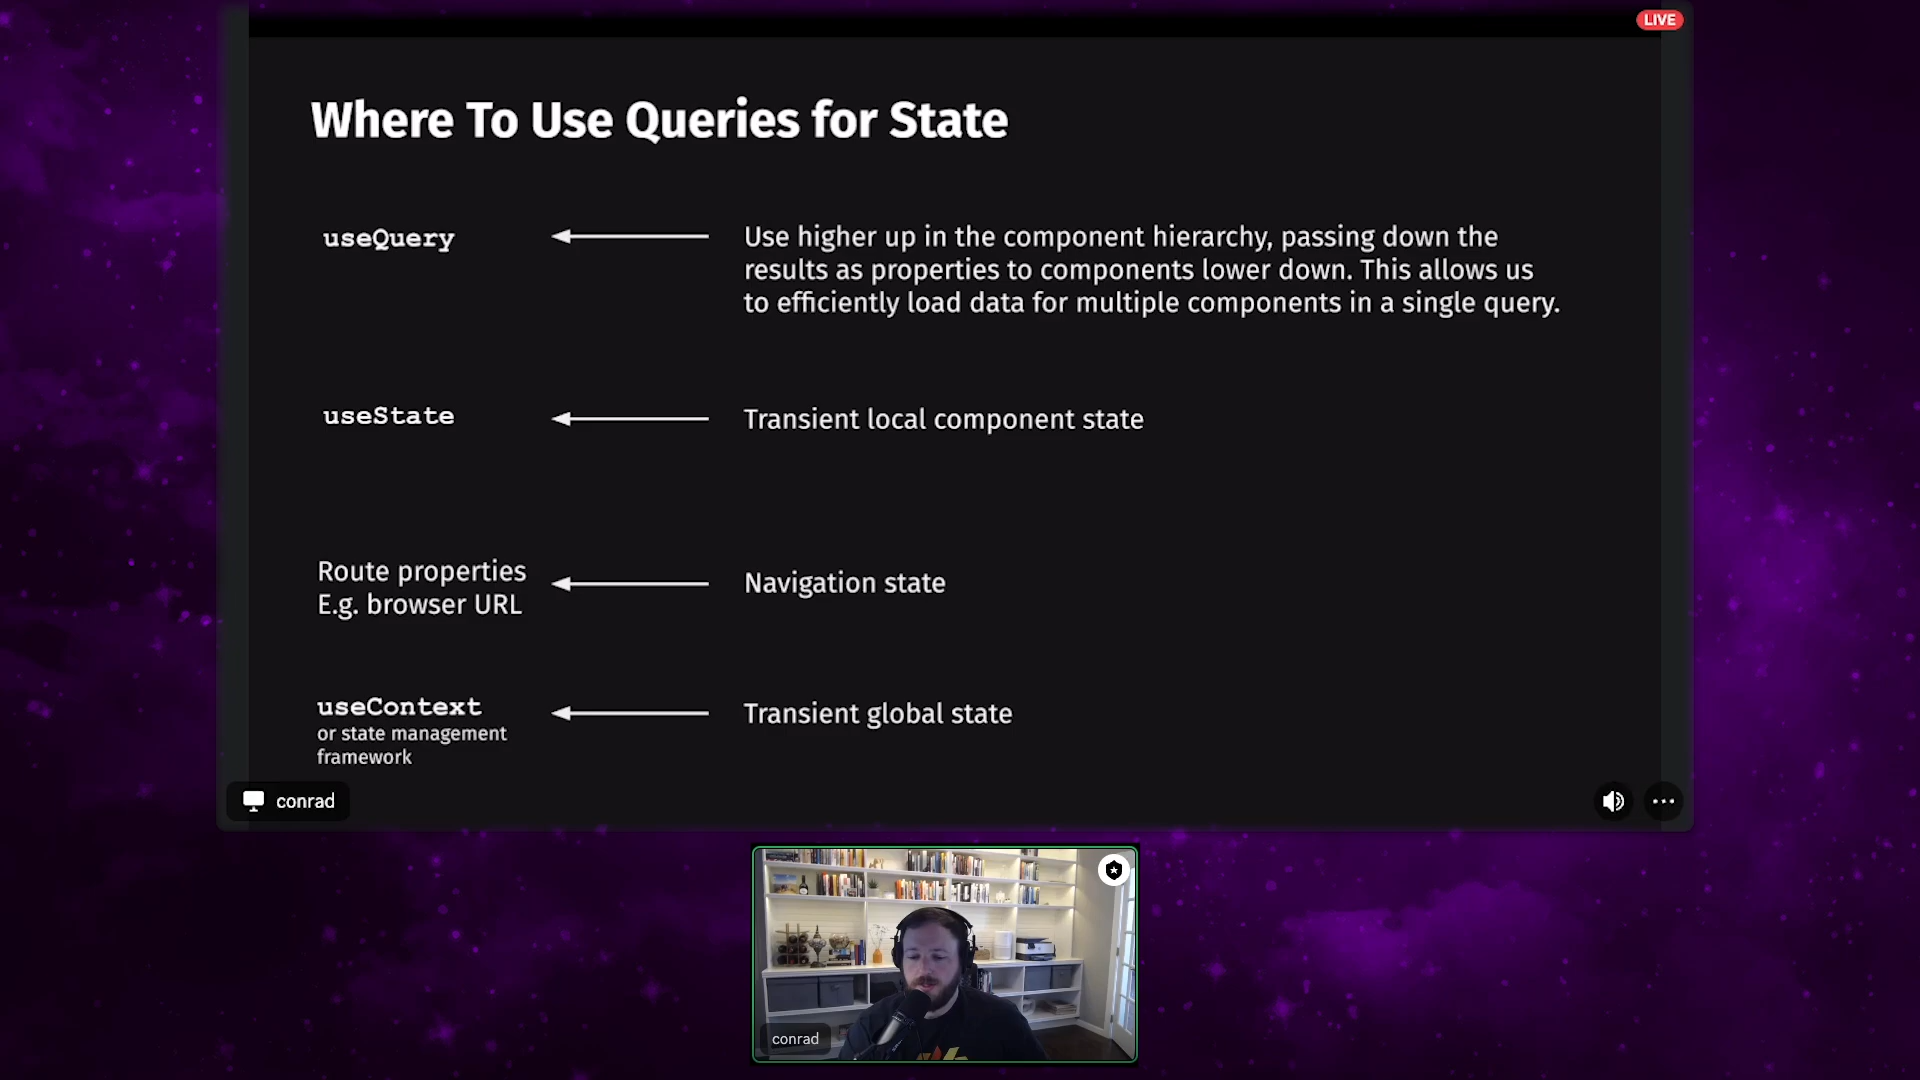 LIVE
Where To Use Queries for State
useQuery
Use higher up in the component hierarchy, passing down the
results as properties to components lower down. This allows us
to efficiently load data for multiple components in a single query.
useState
Transient local component state
Route properties
E.g. browser URL
Navigation state
useContext
or state management
framework
Transient global state
conrad
conrad